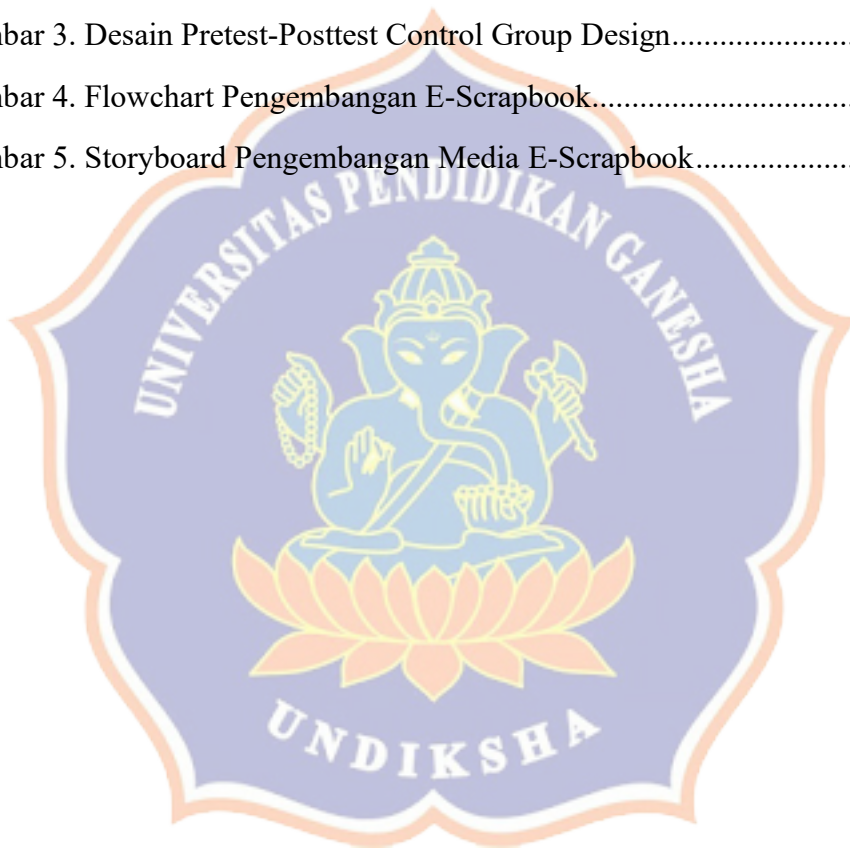 mbar 3. Desain Pretest-Posttest Control Group Design.......................
mbar 4. Flowchart Pengembangan E-Scrapbook................................
mbar 5. Storyboard Pengembangan Media E-Scrapbook....................
UNIVERSITAS PENDIDIKAN GANESHA
UNDIKSHA